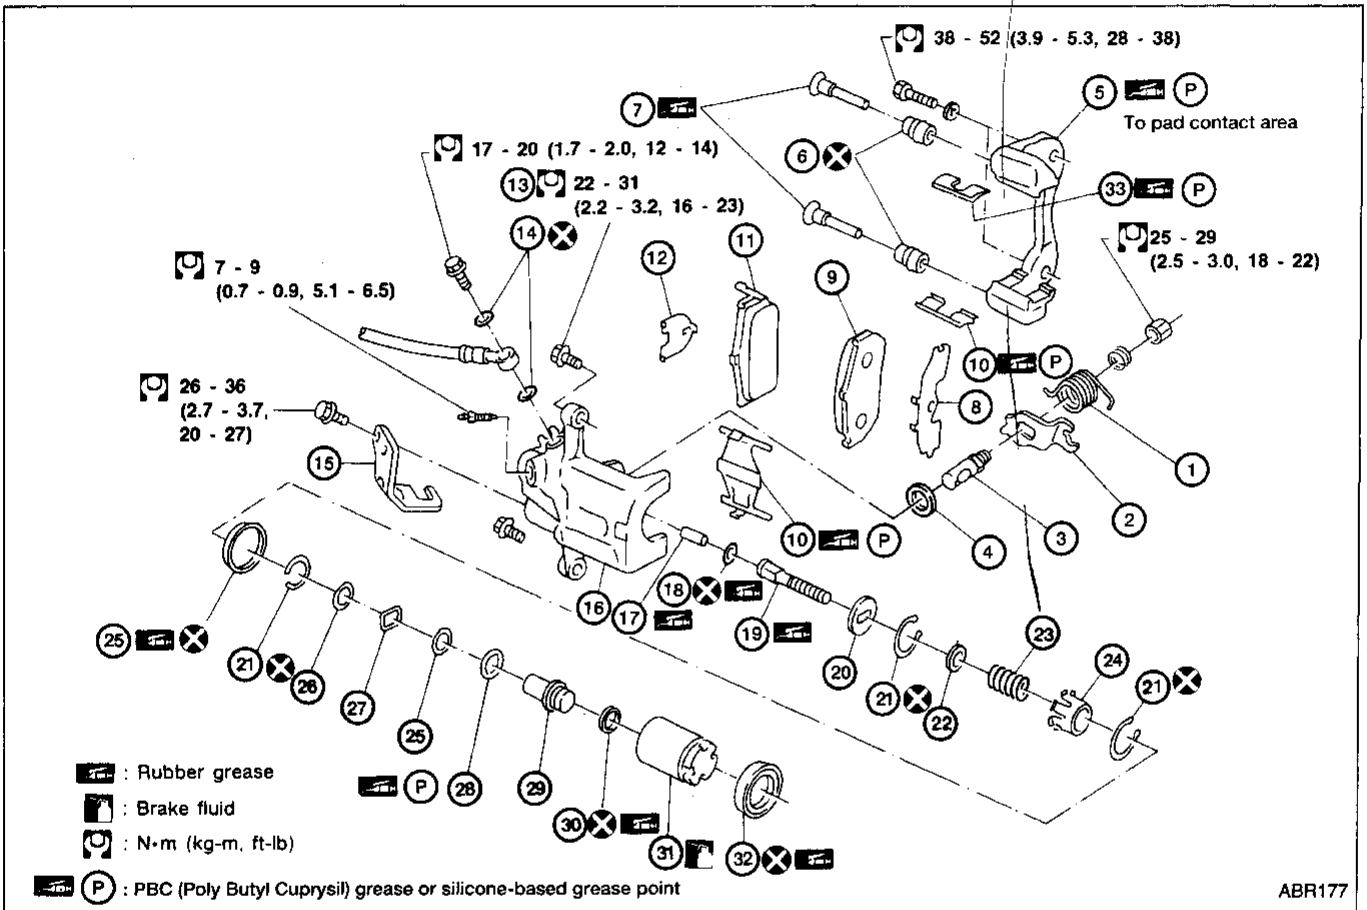 38 - 52 (3.9 - 5.3, 28 - 38)
5 P
To pad contact area
7
6
17 - 20 (1.7 - 2.0, 12 - 14)
13 22 - 31
(2.2 - 3.2, 16 - 23)
33 P
14
11
12
9
25 - 29
(2.5 - 3.0, 18 - 22)
7 - 9
(0.7 - 0.9, 5.1 - 6.5)
10 P
8
26 - 36
(2.7 - 3.7,
20 - 27)
15
1
2
10 P
4
3
16
17
18
19
20
21
22
23
24
21
25
21
26
27
25
28
P
29
30
31
32
: Rubber grease
: Brake fluid
: N•m (kg-m, ft-lb)
P : PBC (Poly Butyl Cuprysil) grease or silicone-based grease point
ABR177